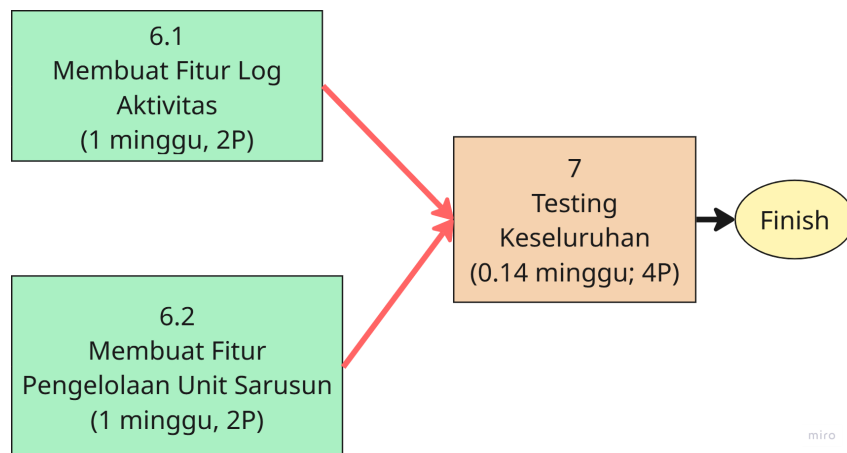 6.1
Membuat Fitur Log
Aktivitas
(1 minggu, 2P)
6.2
Membuat Fitur
Pengelolaan Unit Sarusun
(1 minggu, 2P)
7
Testing
Keseluruhan
(0.14 minggu; 4P)
Finish
miro